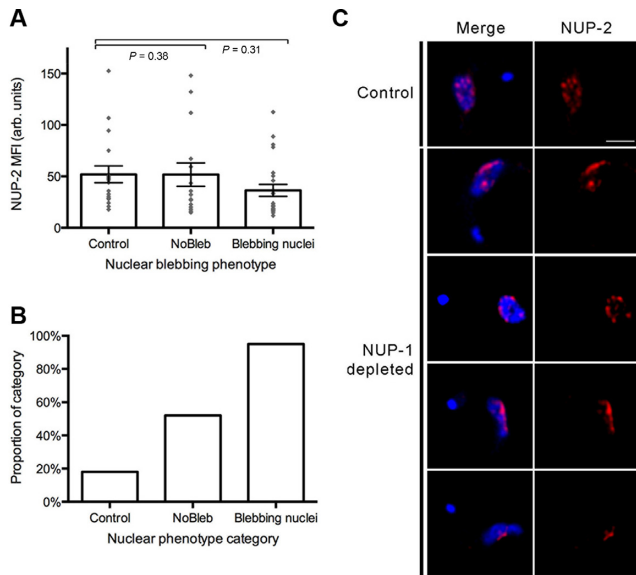 A
P = 0.38
P = 0.31
NUP-2 MFI (arb. units)
150
100
50
0
Control
NoBleb
Blebbing nuclei
Nuclear blebbing phenotype
B
Proportion of category
100%
80%
60%
40%
20%
0%
Control
NoBleb
Blebbing nuclei
Nuclear phenotype category
C
Merge
NUP-2
Control
NUP-1
depleted